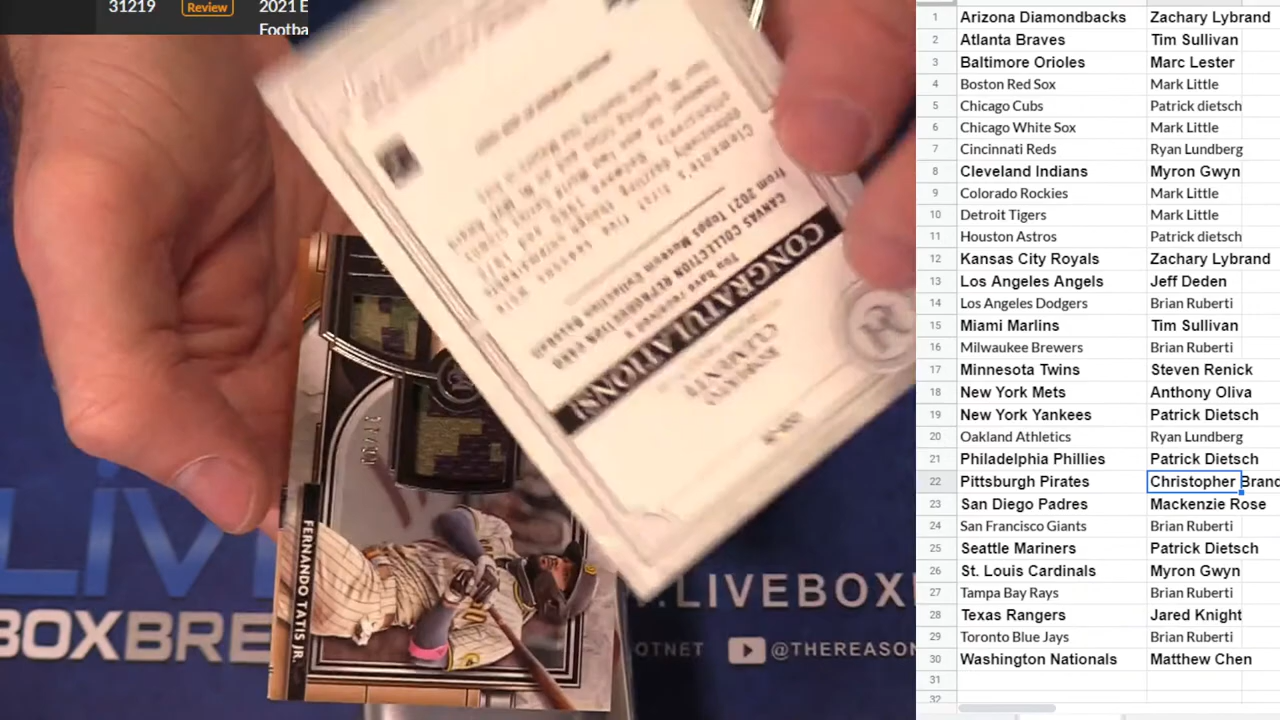 31219
Review
2021 E
Footba
CONGRATULATIONS!
You have received a
CANVAS COLLECTION REPRODUCTION CARD
from 2021 Topps Museum Collection Baseball
FERNANDO TATIS JR.
LIVE
BOXBRE
.LIVEBOX
OTNET
@THEREASON
1 Arizona Diamondbacks Zachary Lybrand
2 Atlanta Braves Tim Sullivan
3 Baltimore Orioles Marc Lester
4 Boston Red Sox Mark Little
5 Chicago Cubs Patrick dietsch
6 Chicago White Sox Mark Little
7 Cincinnati Reds Ryan Lundberg
8 Cleveland Indians Myron Gwyn
9 Colorado Rockies Mark Little
10 Detroit Tigers Mark Little
11 Houston Astros Patrick dietsch
12 Kansas City Royals Zachary Lybrand
13 Los Angeles Angels Jeff Deden
14 Los Angeles Dodgers Brian Ruberti
15 Miami Marlins Tim Sullivan
16 Milwaukee Brewers Brian Ruberti
17 Minnesota Twins Steven Renick
18 New York Mets Anthony Oliva
19 New York Yankees Patrick Dietsch
20 Oakland Athletics Ryan Lundberg
21 Philadelphia Phillies Patrick Dietsch
22 Pittsburgh Pirates Christopher Brand
23 San Diego Padres Mackenzie Rose
24 San Francisco Giants Brian Ruberti
25 Seattle Mariners Patrick Dietsch
26 St. Louis Cardinals Myron Gwyn
27 Tampa Bay Rays Brian Ruberti
28 Texas Rangers Jared Knight
29 Toronto Blue Jays Brian Ruberti
30 Washington Nationals Matthew Chen
31
32